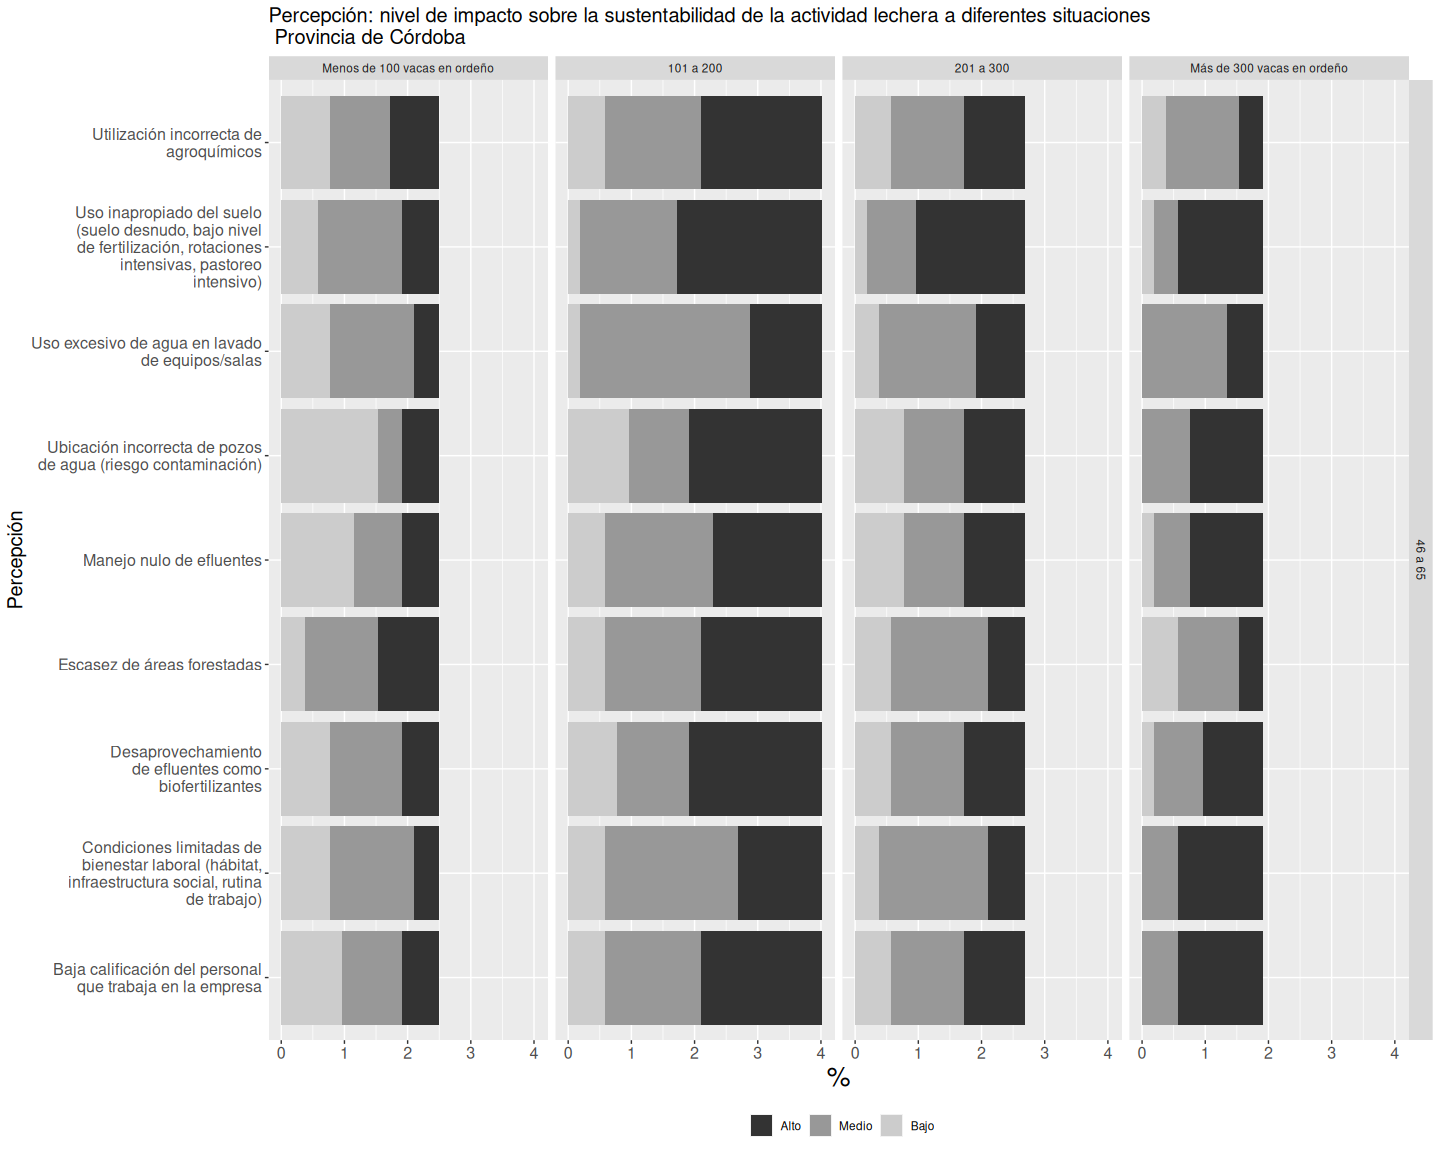 Percepción: nivel de impacto sobre la sustentabilidad de la actividad lechera a diferentes situaciones
Provincia de Córdoba
Menos de 100 vacas en ordeño
101 a 200
201 a 300
Más de 300 vacas en ordeño
Percepción
Utilización incorrecta de
agroquímicos
Uso inapropiado del suelo
(suelo desnudo, bajo nivel
de fertilización, rotaciones
intensivas, pastoreo
intensivo)
Uso excesivo de agua en lavado
de equipos/salas
Ubicación incorrecta de pozos
de agua (riesgo contaminación)
Manejo nulo de efluentes
Escasez de áreas forestadas
Desaprovechamiento
de efluentes como
biofertilizantes
Condiciones limitadas de
bienestar laboral (hábitat,
infraestructura social, rutina
de trabajo)
Baja calificación del personal
que trabaja en la empresa
46 a 65
0 1 2 3 4
0 1 2 3 4
0 1 2 3 4
0 1 2 3 4
%
Alto
Medio
Bajo